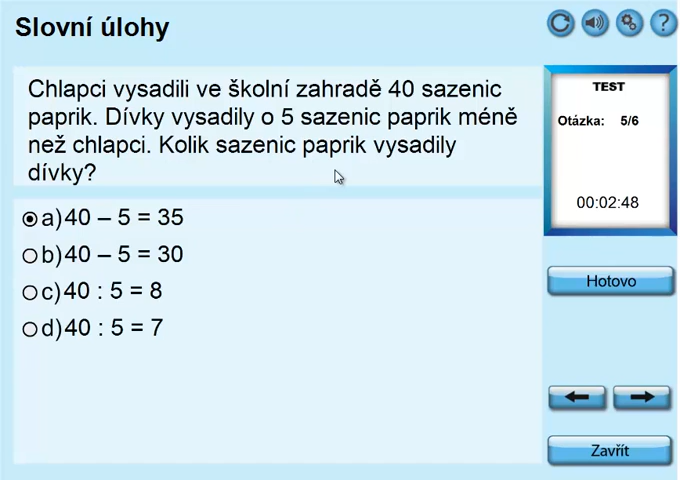 Slovní úlohy
Chlapci vysadili ve školní zahradě 40 sazenic
paprik. Dívky vysadily o 5 sazenic paprik méně
než chlapci. Kolik sazenic paprik vysadily
dívky?
a) 40 – 5 = 35
b) 40 – 5 = 30
c) 40 : 5 = 8
d) 40 : 5 = 7
?
TEST
Otázka: 5/6
00:02:48
Hotovo
Zavřít